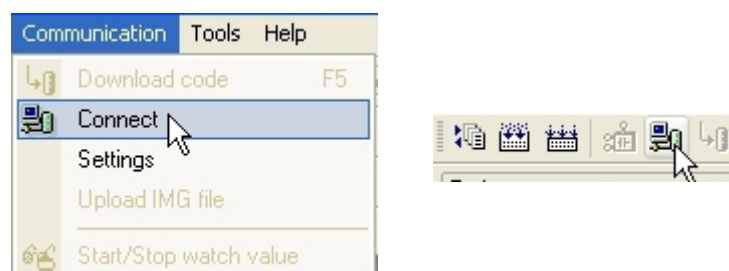 Communication Tools Help
Download code F5
Connect
Settings
Upload IMG file
Start/Stop watch value